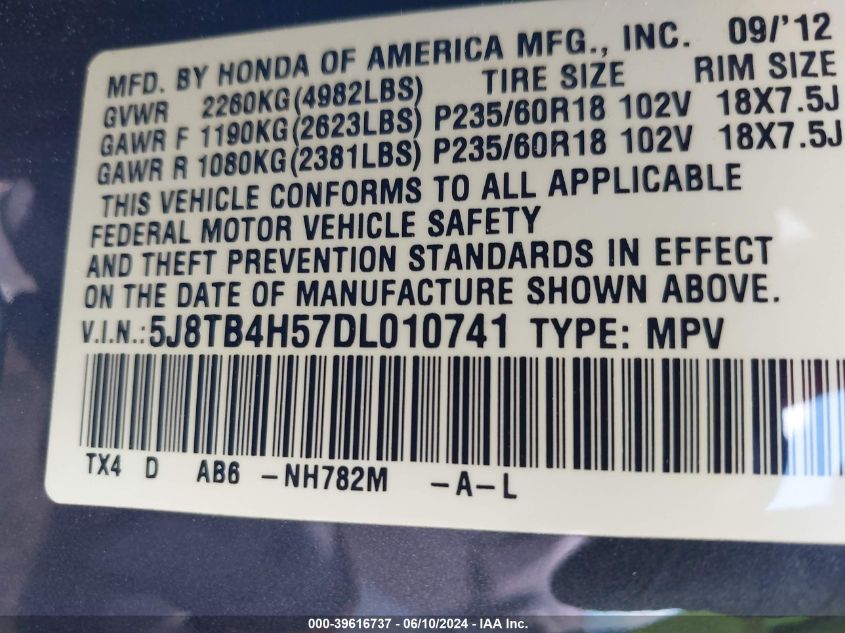 MFD. BY HONDA OF AMERICA MFG., INC. 09/'12
GVWR 2260KG(4982LBS) TIRE SIZE RIM SIZE
GAWR F 1190KG(2623LBS) P235/60R18 102V 18X7.5J
GAWR R 1080KG(2381LBS) P235/60R18 102V 18X7.5J
THIS VEHICLE CONFORMS TO ALL APPLICABLE
FEDERAL MOTOR VEHICLE SAFETY
AND THEFT PREVENTION STANDARDS IN EFFECT
ON THE DATE OF MANUFACTURE SHOWN ABOVE.
V.I.N.:5J8TB4H57DL010741 TYPE: MPV
TX4 D AB6 -NH782M -A-L
000-39616737 - 06/10/2024 - IAA Inc.